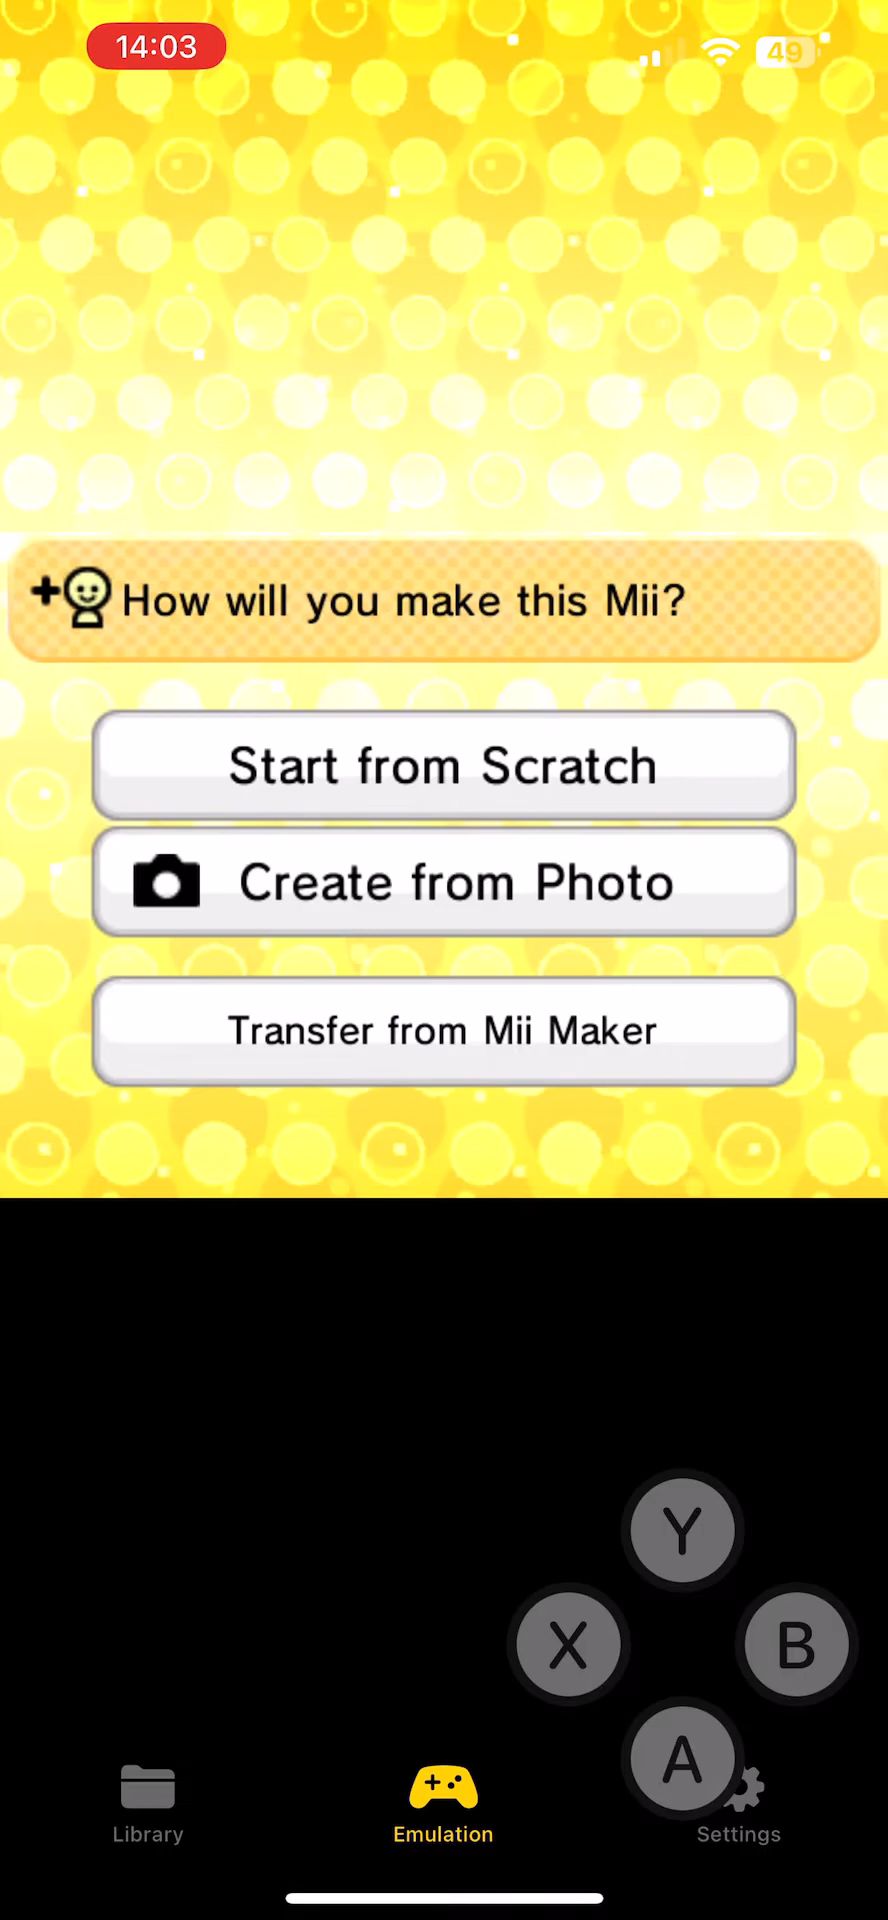 14:03
49
How will you make this Mii?
Start from Scratch
Create from Photo
Transfer from Mii Maker
Y
X
B
A
Library
Emulation
Settings